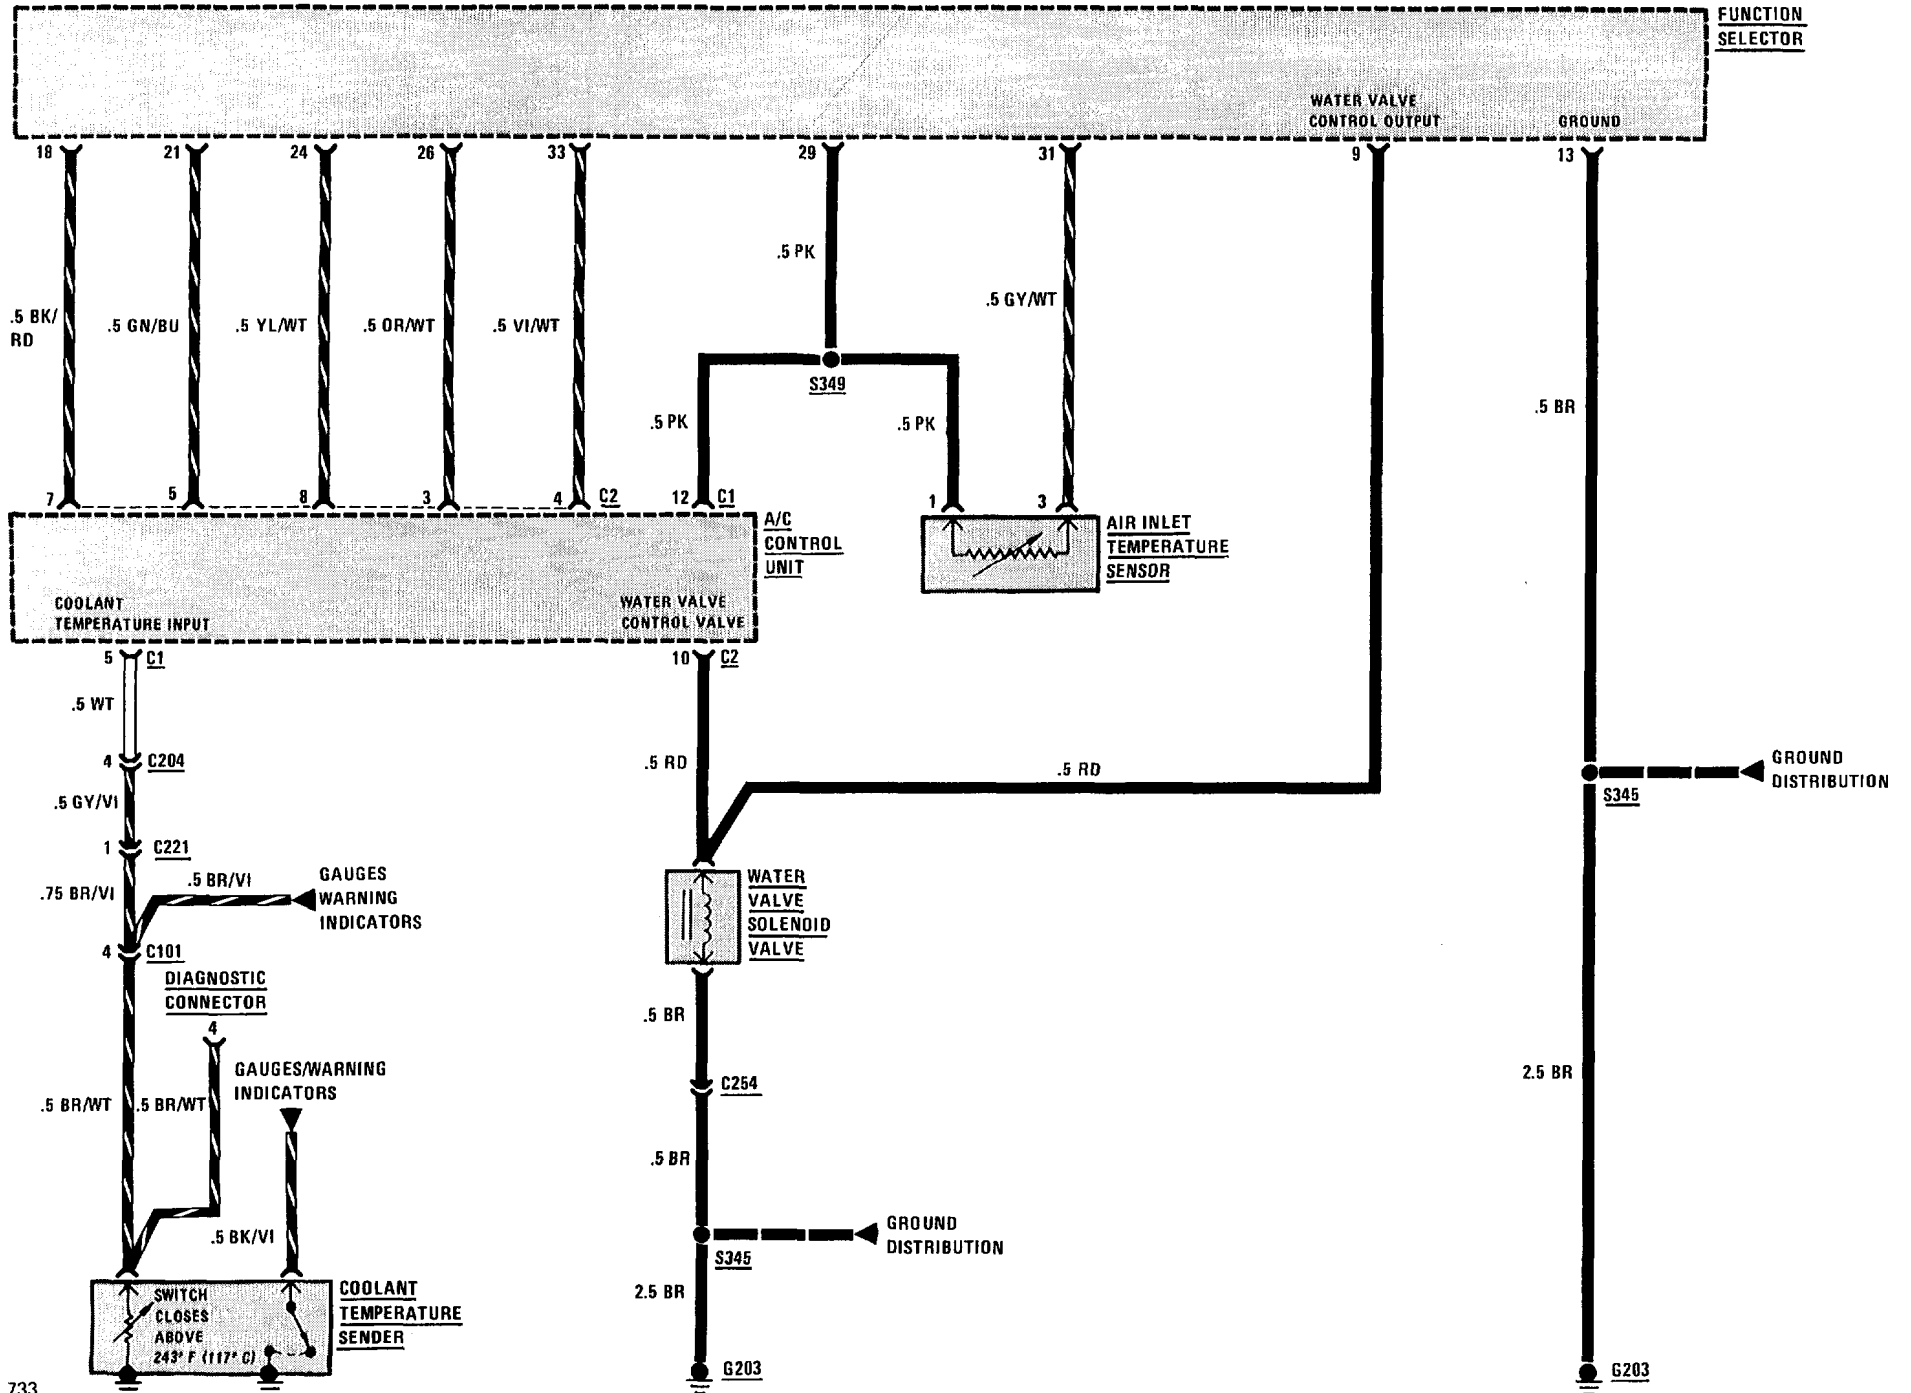 FUNCTION
SELECTOR
WATER VALVE
CONTROL OUTPUT
GROUND
18
21
24
26
33
29
31
9
13
.5 BK/
RD
.5 GN/BU
.5 YL/WT
.5 OR/WT
.5 VI/WT
.5 PK
.5 GY/WT
S349
.5 PK
.5 PK
.5 BR
7
5
8
3
4
C2
12
C1
1
3
A/C
CONTROL
UNIT
AIR INLET
TEMPERATURE
SENSOR
COOLANT
TEMPERATURE INPUT
WATER VALVE
CONTROL VALVE
5
C1
10
C2
.5 WT
4
C204
.5 RD
.5 RD
GROUND
DISTRIBUTION
S345
.5 GY/VI
1
C221
.75 BR/VI
.5 BR/VI
GAUGES
WARNING
INDICATORS
4
C101
WATER
VALVE
SOLENOID
VALVE
DIAGNOSTIC
CONNECTOR
4
.5 BR
GAUGES/WARNING
INDICATORS
C254
2.5 BR
.5 BR/WT
.5 BR/WT
.5 BR
.5 BK/VI
GROUND
DISTRIBUTION
S345
2.5 BR
SWITCH
CLOSES
ABOVE
243° F (117° C)
COOLANT
TEMPERATURE
SENDER
G203
G203
733